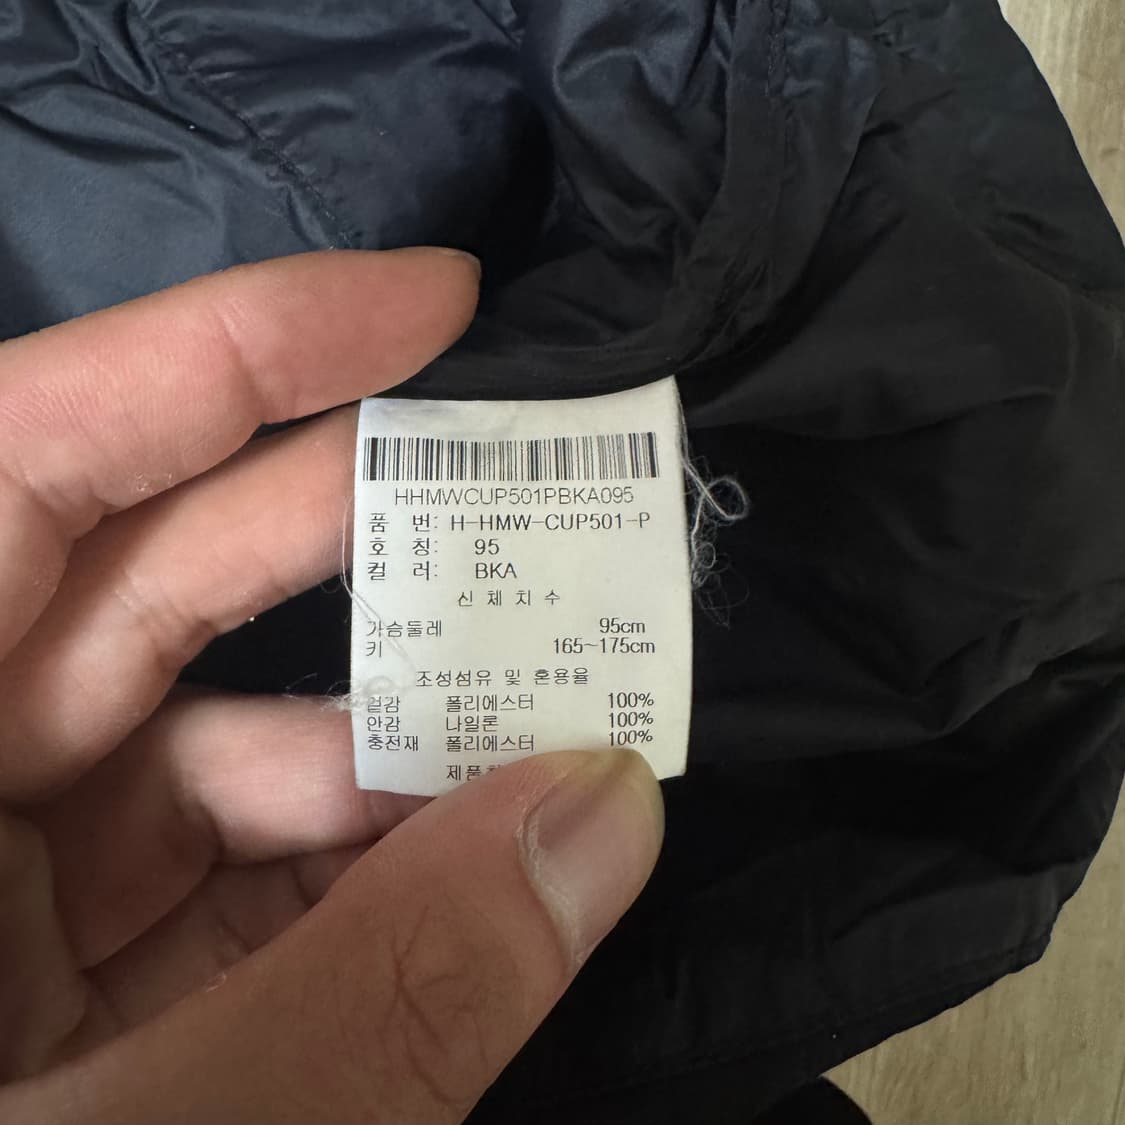 HHMWCUP501PBKA095
품 번: H-HMW-CUP501-P
호 칭: 95
컬 러: BKA
신 체 치 수
가슴둘레 95cm
키 165~175cm
조성섬유 및 혼용율
겉감 폴리에스터 100%
안감 나일론 100%
충전재 폴리에스터 100%